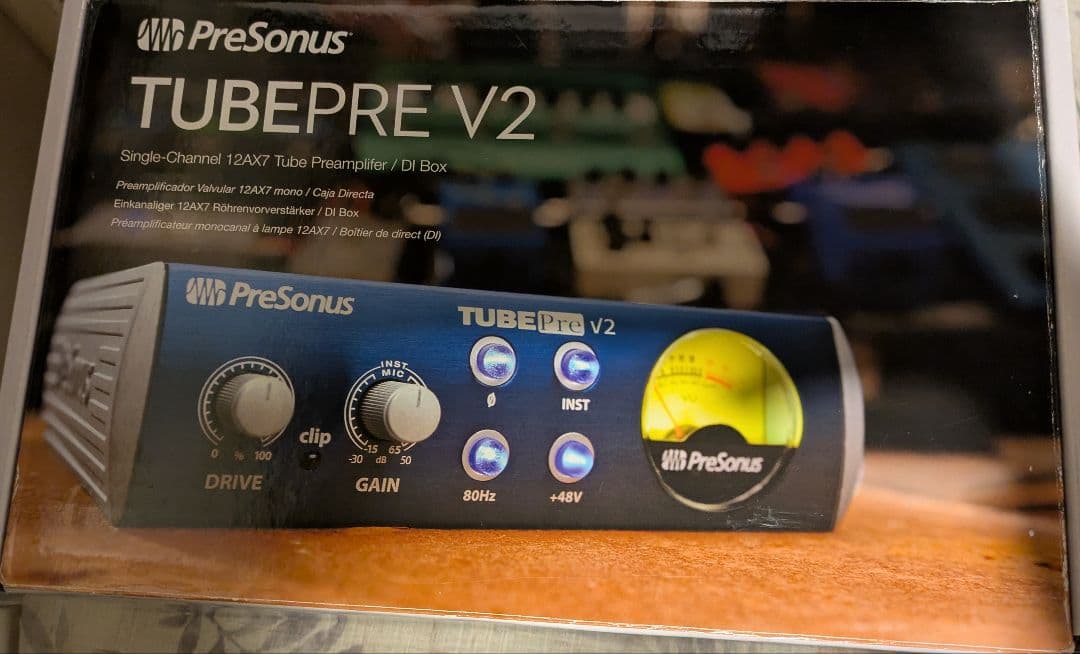 PreSonus
TUBEPRE V2
Single-Channel 12AX7 Tube Preamplifer / DI Box
Preamplificador Valvular 12AX7 mono / Caja Directa
Einkanaliger 12AX7 Röhrenvorverstärker / DI Box
Préamplificateur monocanal à lampe 12AX7 / Boîtier de direct (DI)
PreSonus
TUBEPre v2
INST
MIC
0 % 100
DRIVE
clip
-15 65
-30 dB 50
GAIN
ø
INST
80Hz
+48V
PreSonus